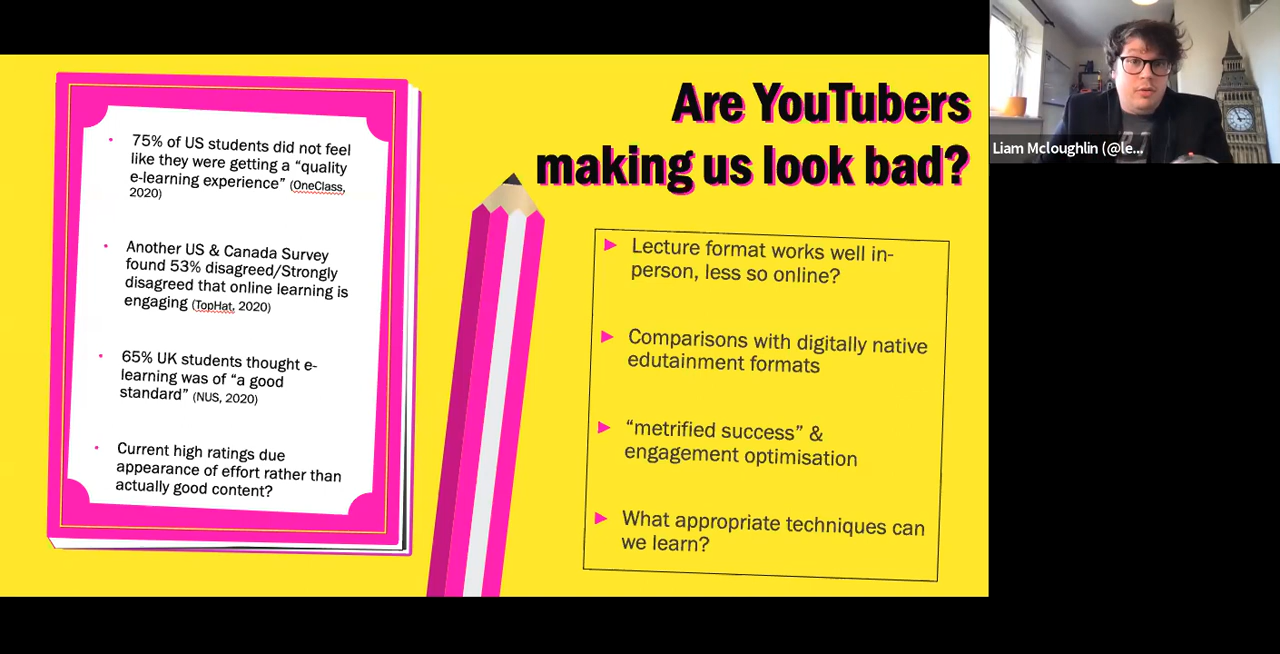 Are YouTubers
making us look bad?
75% of US students did not feel
like they were getting a “quality
e-learning experience” (OneClass,
2020)
Another US & Canada Survey
found 53% disagreed/Strongly
disagreed that online learning is
engaging (TopHat, 2020)
65% UK students thought e-
learning was of “a good
standard” (NUS, 2020)
Current high ratings due
appearance of effort rather than
actually good content?
Lecture format works well in-
person, less so online?
Comparisons with digitally native
edutainment formats
“metrified success” &
engagement optimisation
What appropriate techniques can
we learn?
Liam Mcloughlin (@le...